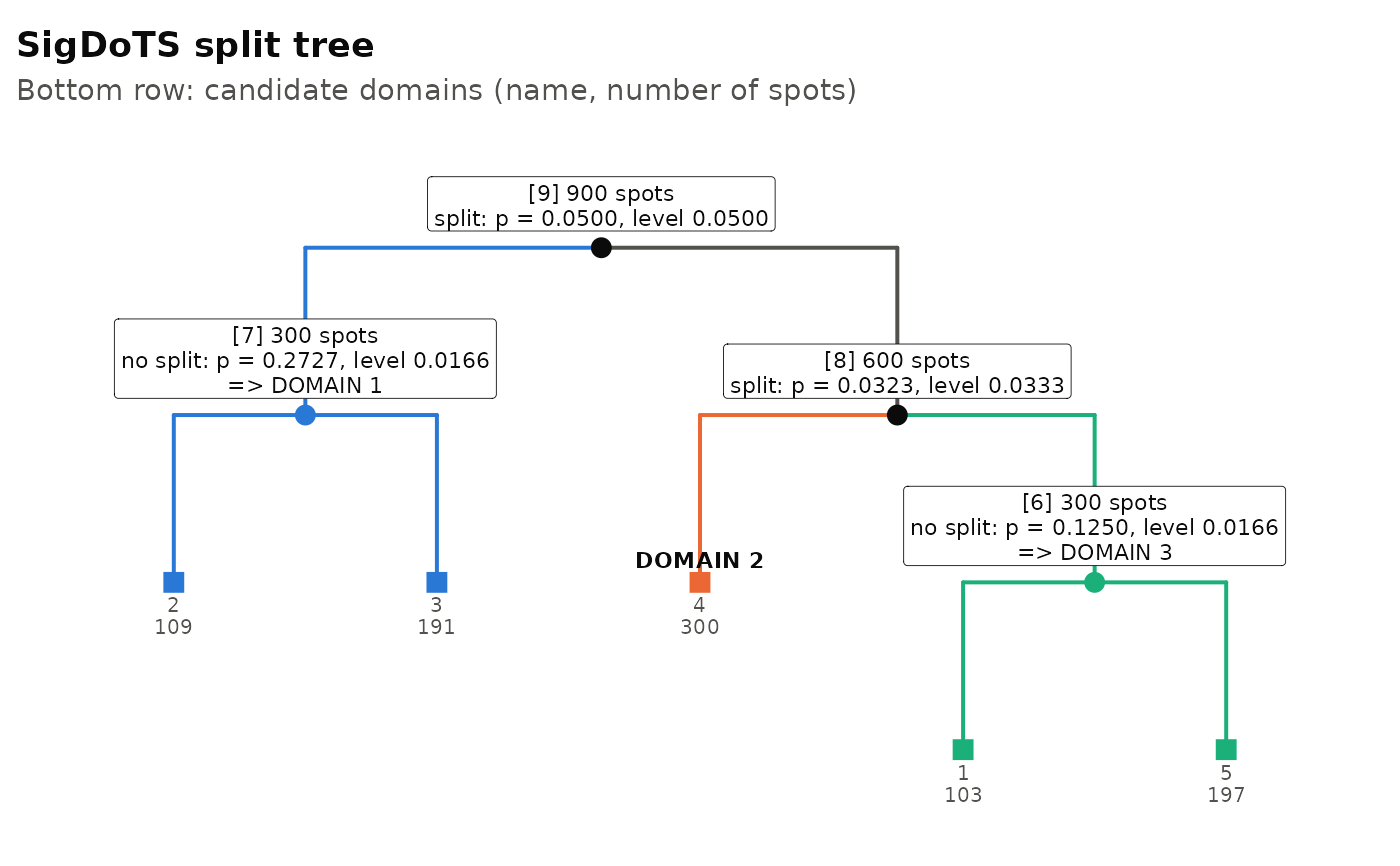 SigDoTS split tree
Bottom row: candidate domains (name, number of spots)
[9] 900 spots
split: p = 0.0500, level 0.0500
[7] 300 spots
no split: p = 0.2727, level 0.0166
=> DOMAIN 1
[8] 600 spots
split: p = 0.0323, level 0.0333
[6] 300 spots
no split: p = 0.1250, level 0.0166
=> DOMAIN 3
DOMAIN 2
2
109
3
191
4
300
1
103
5
197